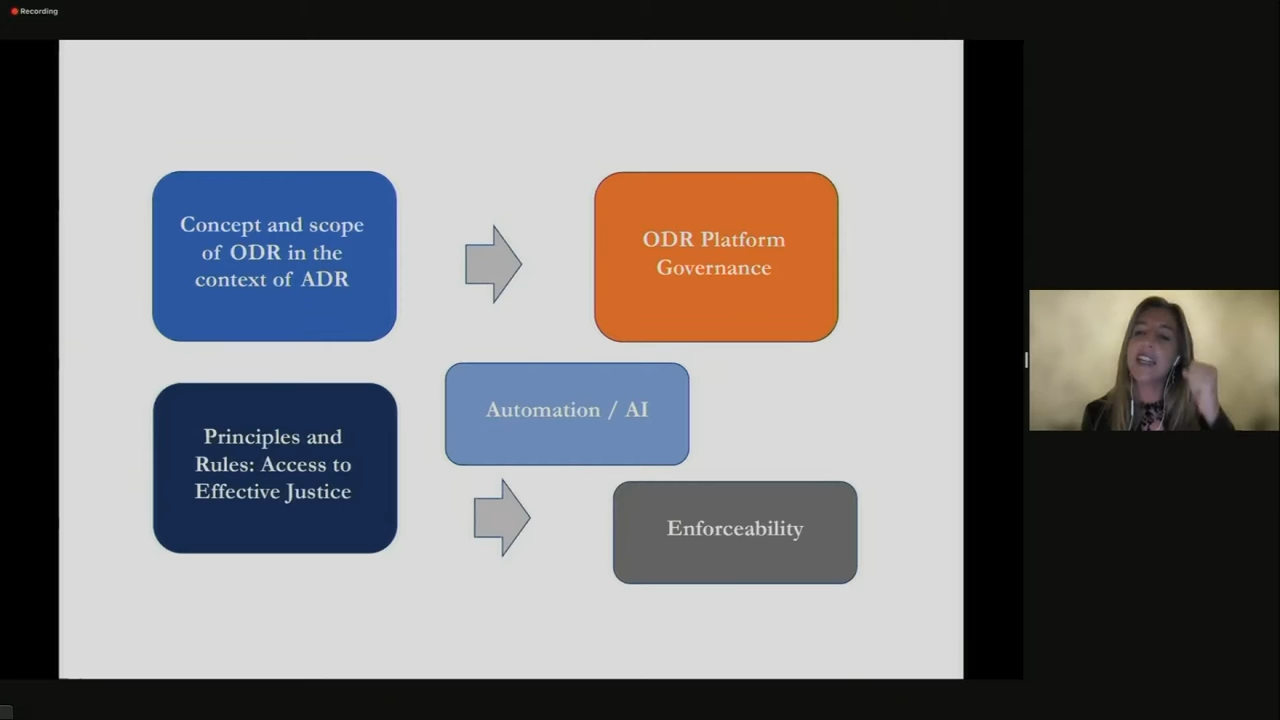 Recording
Concept and scope
of ODR in the
context of ADR
ODR Platform
Governance
Automation / AI
Principles and
Rules: Access to
Effective Justice
Enforceability